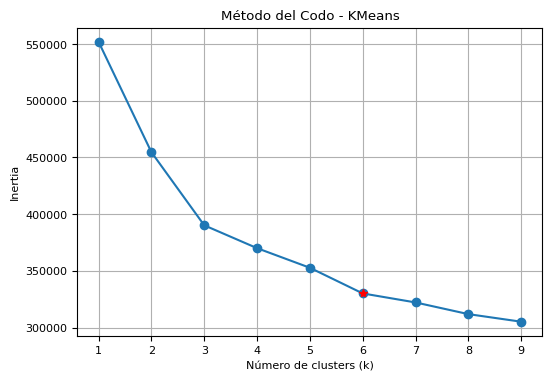 Método del Codo - KMeans
550000
500000
450000
400000
350000
300000
Inertia
1 2 3 4 5 6 7 8 9
Número de clusters (k)